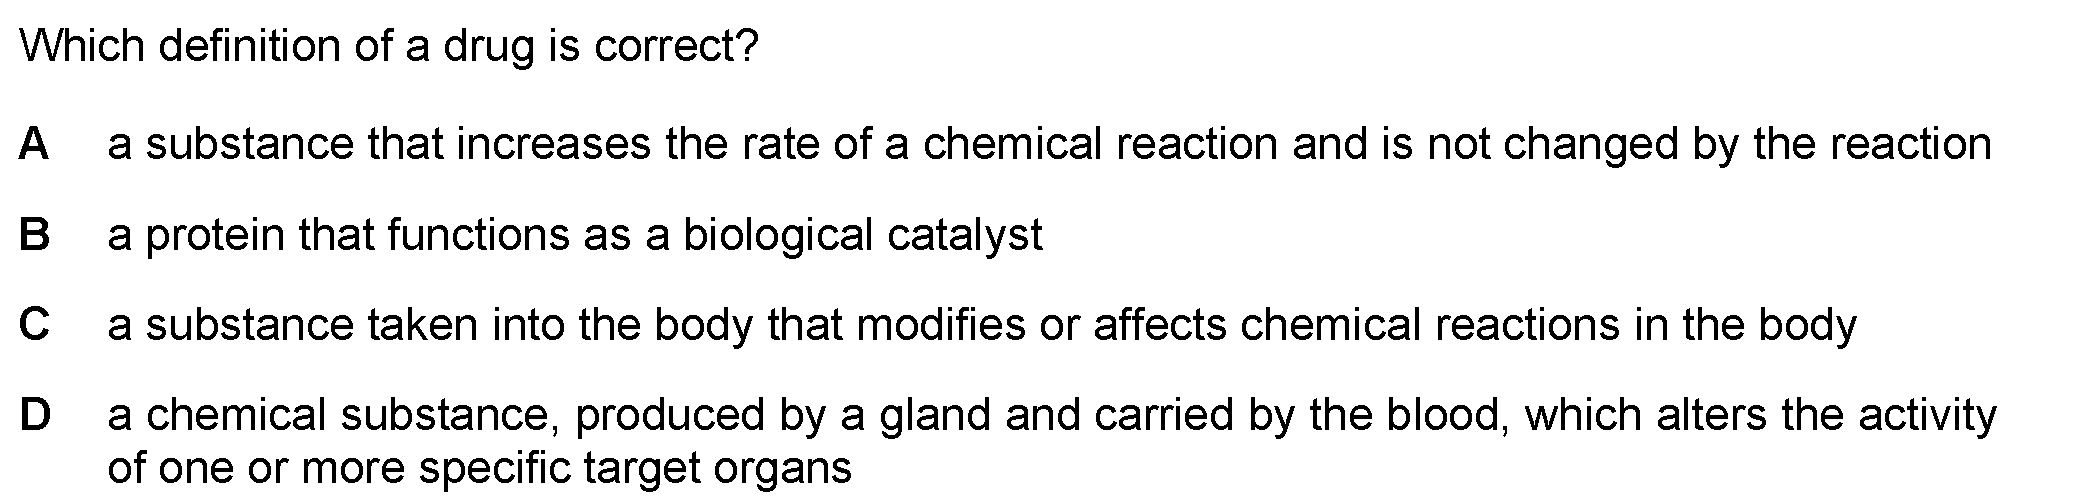 Which definition of a drug is correct?
A a substance that increases the rate of a chemical reaction and is not changed by the reaction
B a protein that functions as a biological catalyst
C a substance taken into the body that modifies or affects chemical reactions in the body
D a chemical substance, produced by a gland and carried by the blood, which alters the activity
of one or more specific target organs